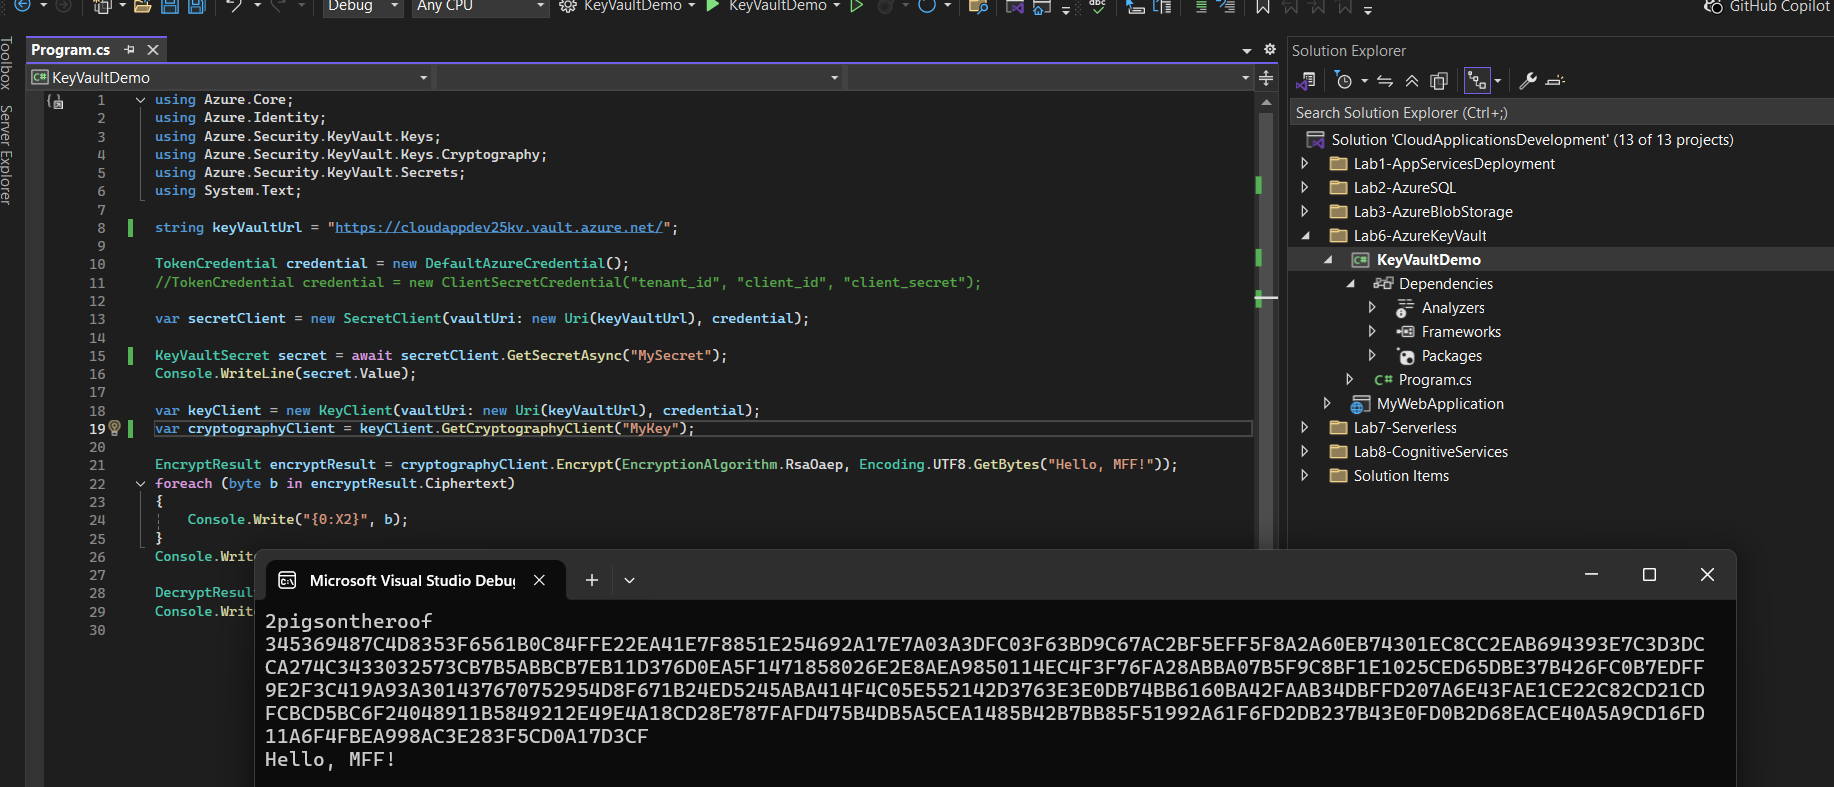 Debug
Any CPU
KeyVaultDemo
KeyVaultDemo
GitHub Copilot
Toolbox
Server Explorer
Program.cs
KeyVaultDemo
1 using Azure.Core;
2 using Azure.Identity;
3 using Azure.Security.KeyVault.Keys;
4 using Azure.Security.KeyVault.Keys.Cryptography;
5 using Azure.Security.KeyVault.Secrets;
6 using System.Text;
7
8 string keyVaultUrl = "https://cloudappdev25kv.vault.azure.net/";
9
10 TokenCredential credential = new DefaultAzureCredential();
11 //TokenCredential credential = new ClientSecretCredential("tenant_id", "client_id", "client_secret");
12
13 var secretClient = new SecretClient(vaultUri: new Uri(keyVaultUrl), credential);
14
15 KeyVaultSecret secret = await secretClient.GetSecretAsync("MySecret");
16 Console.WriteLine(secret.Value);
17
18 var keyClient = new KeyClient(vaultUri: new Uri(keyVaultUrl), credential);
19 var cryptographyClient = keyClient.GetCryptographyClient("MyKey");
20
21 EncryptResult encryptResult = cryptographyClient.Encrypt(EncryptionAlgorithm.RsaOaep, Encoding.UTF8.GetBytes("Hello, MFF!"));
22 foreach (byte b in encryptResult.Ciphertext)
23 {
24 Console.Write("{0:X2}", b);
25 }
26 Console.Writ
27
28 DecryptResul
29 Console.Writ
30
Solution Explorer
Search Solution Explorer (Ctrl+;)
Solution 'CloudApplicationsDevelopment' (13 of 13 projects)
Lab1-AppServicesDeployment
Lab2-AzureSQL
Lab3-AzureBlobStorage
Lab6-AzureKeyVault
KeyVaultDemo
Dependencies
Analyzers
Frameworks
Packages
C# Program.cs
MyWebApplication
Lab7-Serverless
Lab8-CognitiveServices
Solution Items
Microsoft Visual Studio Debug
2pigsontheroof
345369487C4D8353F6561B0C84FFE22EA41E7F8851E254692A17E7A03A3DFC03F63BD9C67AC2BF5EFF5F8A2A60EB74301EC8CC2EAB694393E7C3D3DC
CA274C3433032573CB7B5ABBCB7EB11D376D0EA5F1471858026E2E8AEA9850114EC4F3F76FA28ABBA07B5F9C8BF1E1025CED65DBE37B426FC0B7EDFF
9E2F3C419A93A301437670752954D8F671B24ED5245ABA414F4C05E552142D3763E3E0DB74BB6160BA42FAAB34DBFFD207A6E43FAE1CE22C82CD21CD
FCBCD5BC6F24048911B5849212E49E4A18CD28E787FAFD475B4DB5A5CEA1485B42B7BB85F51992A61F6FD2DB237B43E0FD0B2D68EACE40A5A9CD16FD
11A6F4FBEA998AC3E283F5CD0A17D3CF
Hello, MFF!